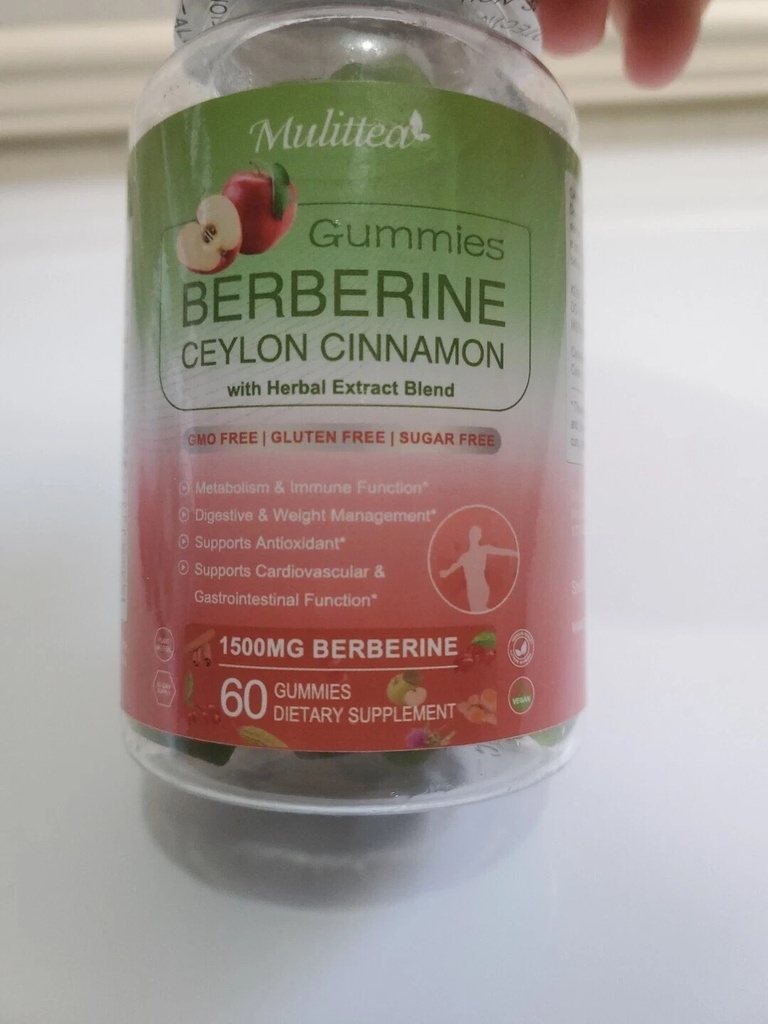 Mulittea
Gummies
BERBERINE
CEYLON CINNAMON
with Herbal Extract Blend
GMO FREE | GLUTEN FREE | SUGAR FREE
Metabolism & Immune Function*
Digestive & Weight Management*
Supports Antioxidant*
Supports Cardiovascular &
Gastrointestinal Function*
1500MG BERBERINE
60 GUMMIES
DIETARY SUPPLEMENT
VEGAN